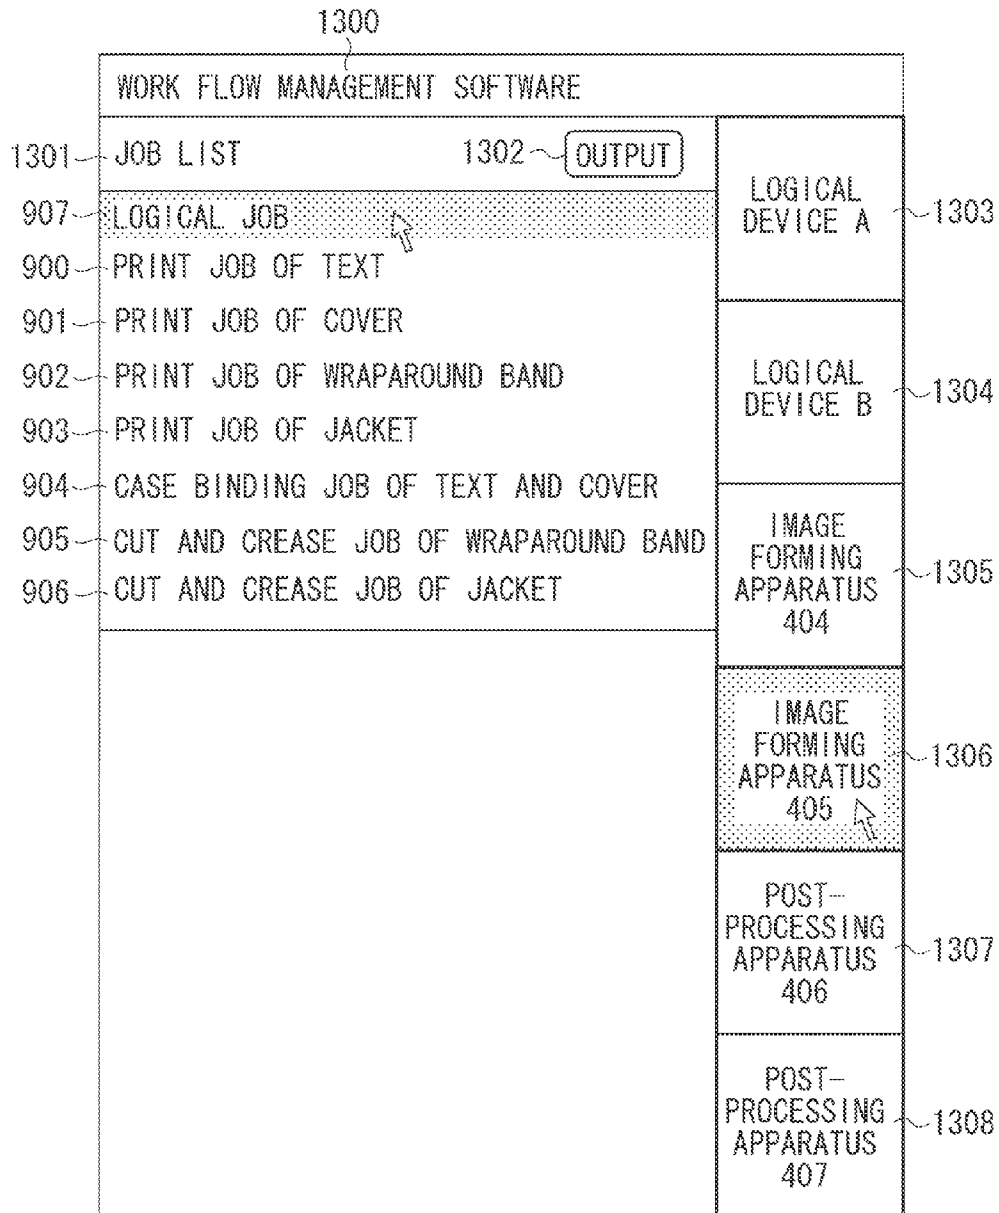 1300
WORK FLOW MANAGEMENT SOFTWARE
1301 JOB LIST 1302 OUTPUT
907 LOGICAL JOB
900 PRINT JOB OF TEXT
901 PRINT JOB OF COVER
902 PRINT JOB OF WRAPAROUND BAND
903 PRINT JOB OF JACKET
904 CASE BINDING JOB OF TEXT AND COVER
905 CUT AND CREASE JOB OF WRAPAROUND BAND
906 CUT AND CREASE JOB OF JACKET
LOGICAL
DEVICE A
1303
LOGICAL
DEVICE B
1304
IMAGE
FORMING
APPARATUS
404
1305
IMAGE
FORMING
APPARATUS
405
1306
POST-
PROCESSING
APPARATUS
406
1307
POST-
PROCESSING
APPARATUS
407
1308